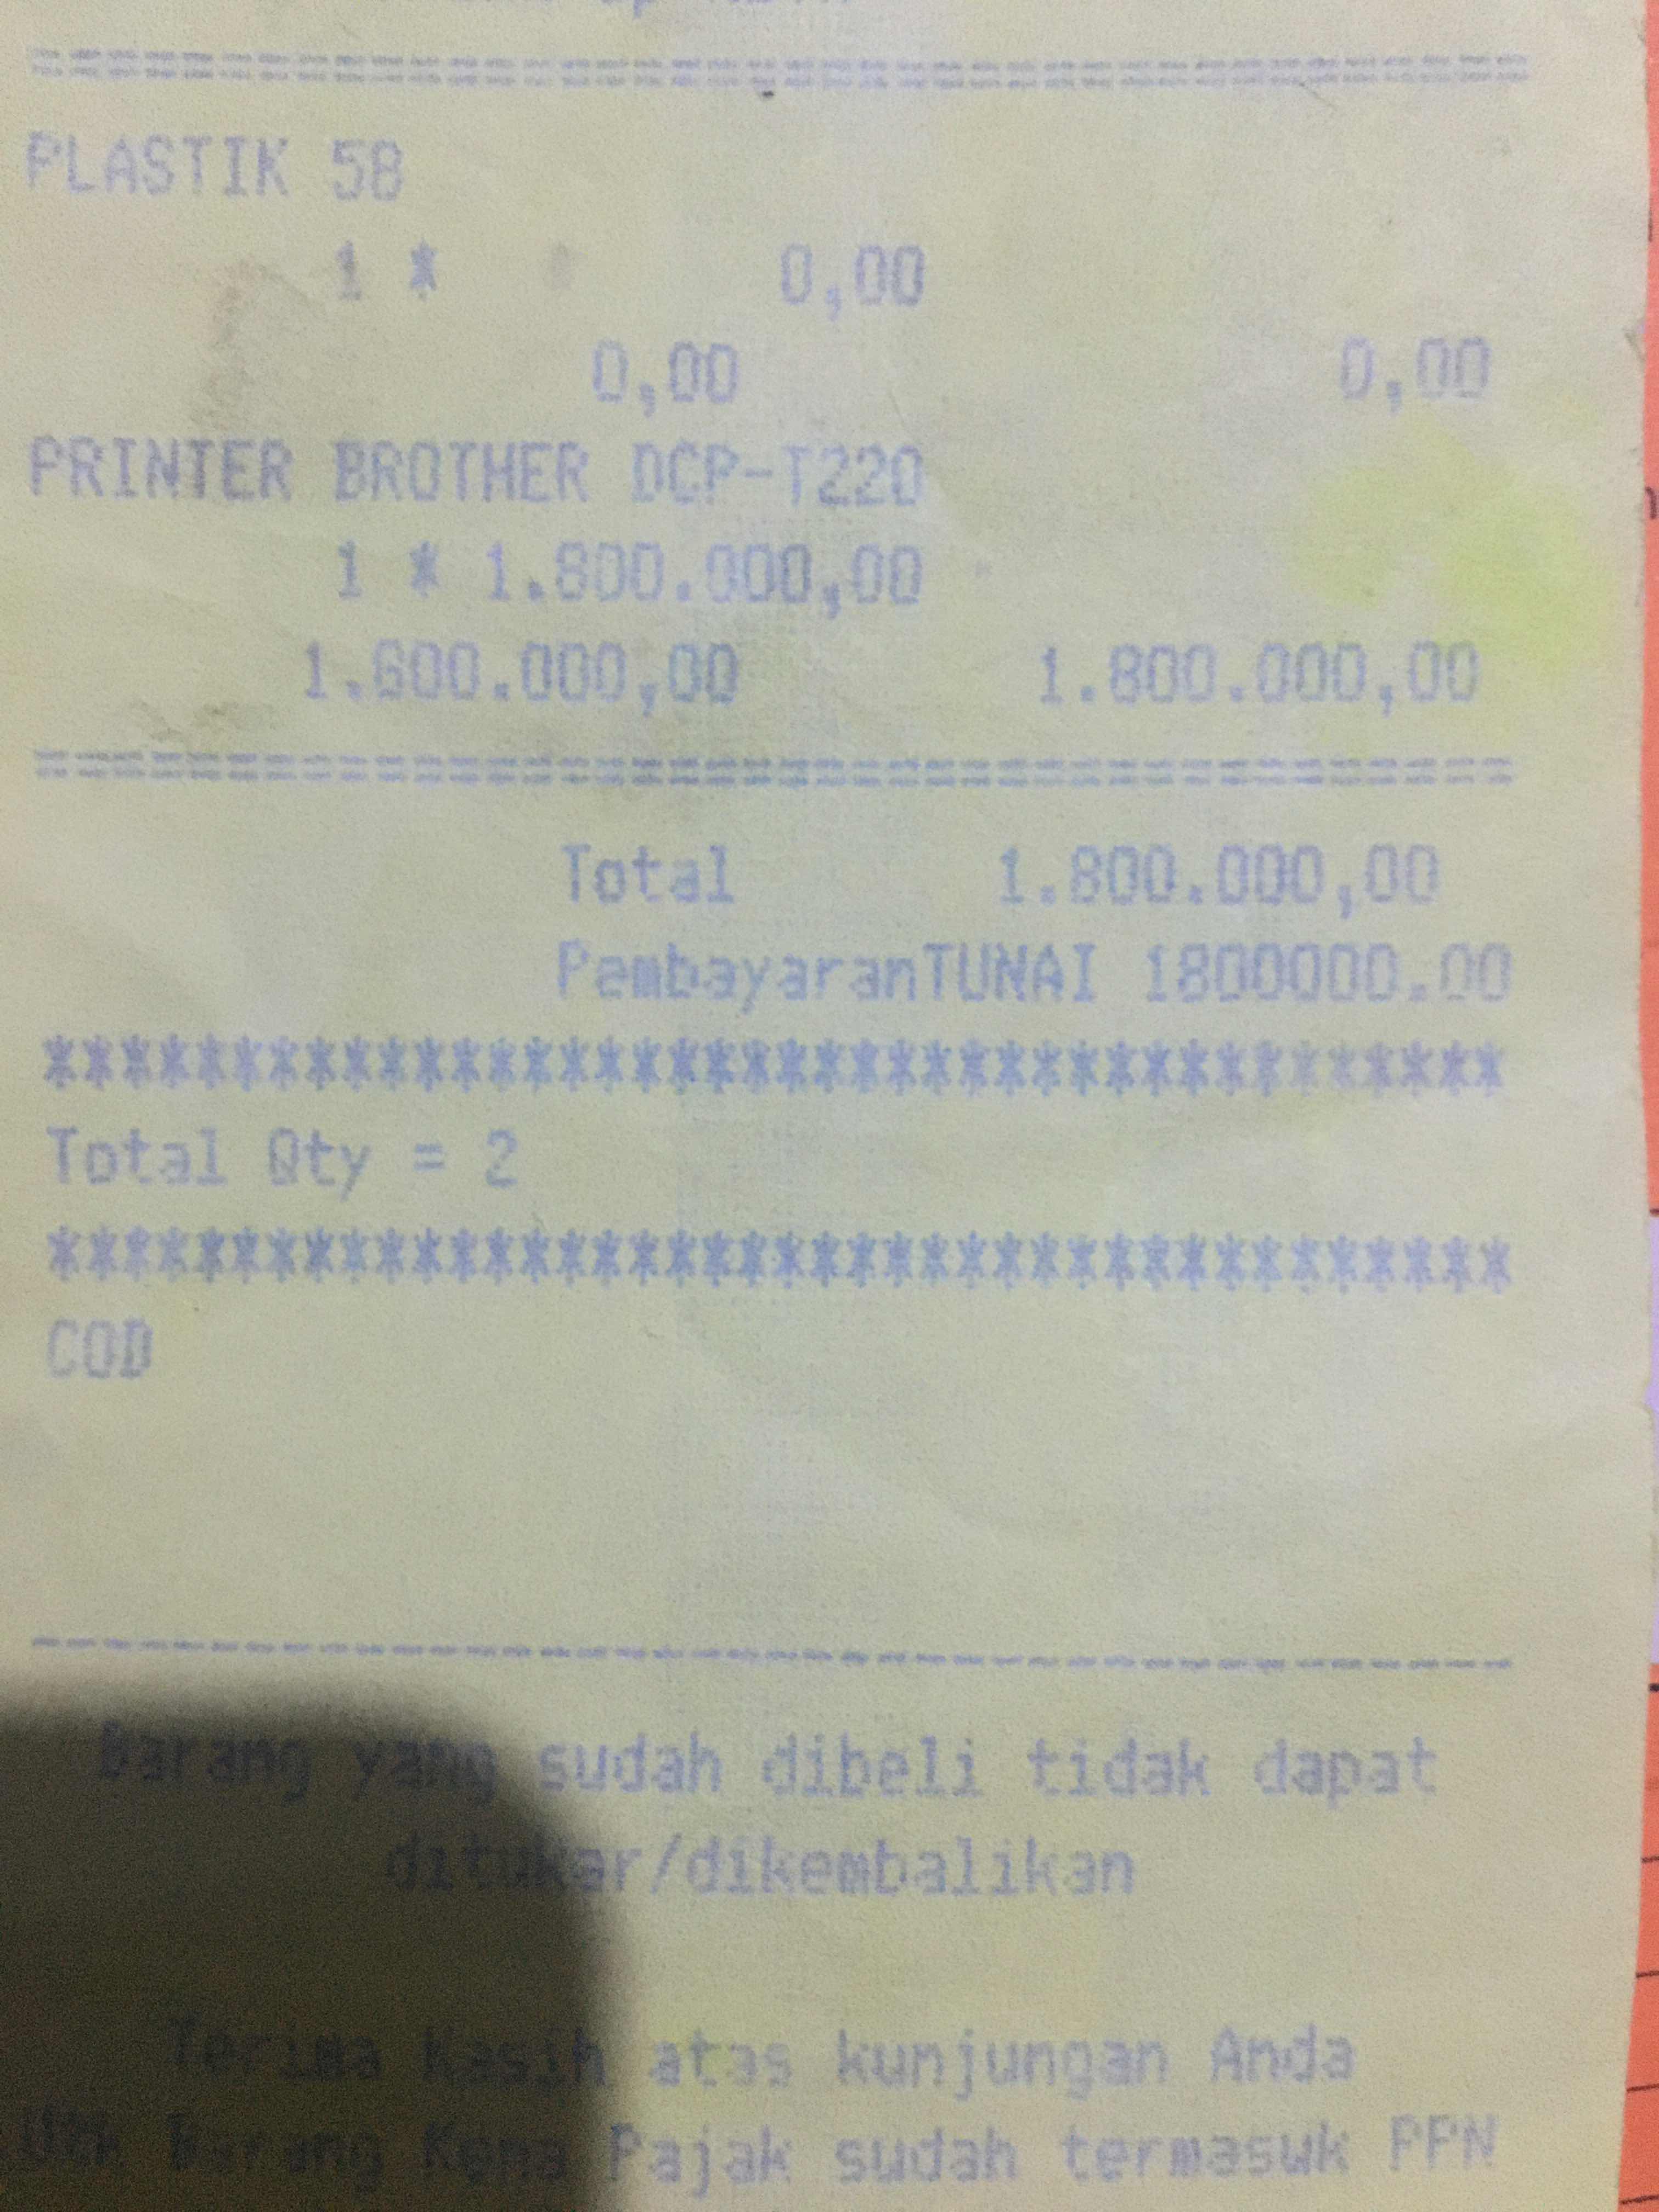 PLASTIK 58
1 * 0,00
0,00 0,00
PRINTER BROTHER DCP-T220
1 * 1.800.000,00
1.800.000,00 1.800.000,00
Total 1.800.000,00
PembayaranTUNAI 1800000.00
****************************************
Total Qty = 2
****************************************
COD
Barang yang sudah dibeli tidak dapat
ditukar/dikembalikan
Terima Kasih atas kunjungan Anda
Barang Kena Pajak sudah termasuk PPN